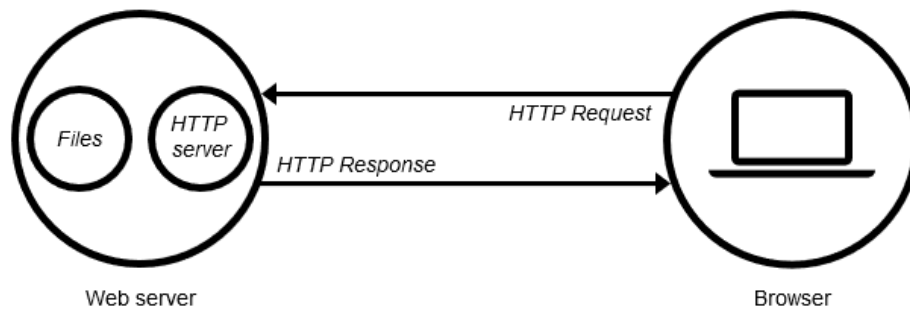 Files
HTTP
server
HTTP Request
HTTP Response
Web server
Browser